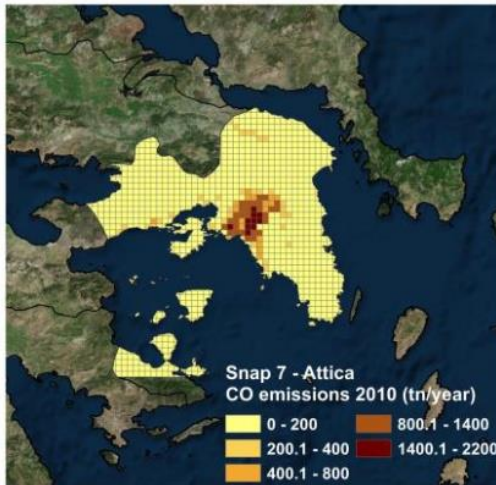 Snap 7 - Attica
CO emissions 2010 (tn/year)
0 - 200
200.1 - 400
400.1 - 800
800.1 - 1400
1400.1 - 2200